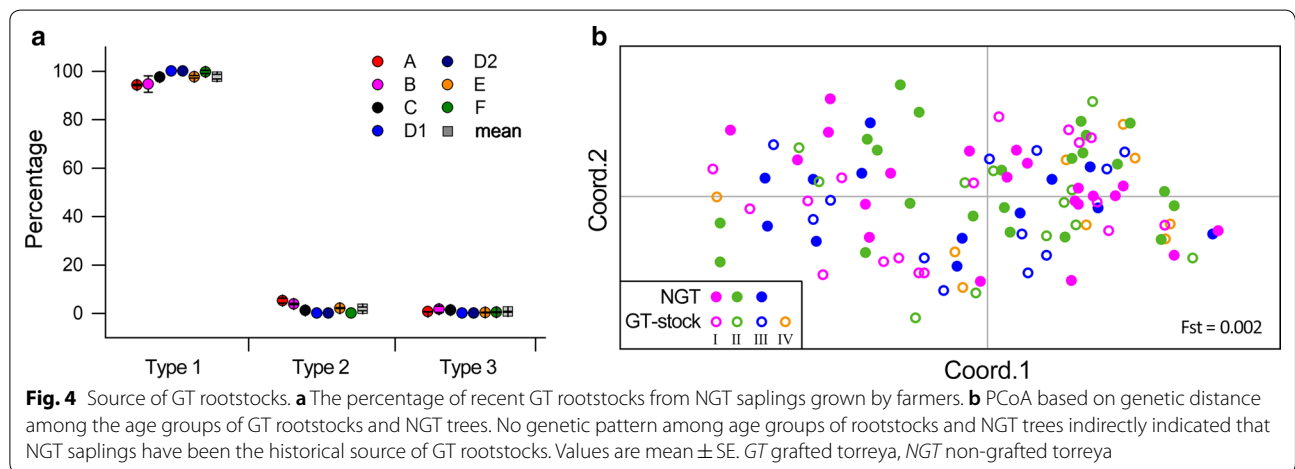 a
b
100
80
60
40
20
0
Percentage
A
B
C
D1
D2
E
F
mean
Type 1
Type 2
Type 3
Coord.2
NGT
GT-stock
I II III IV
Fst = 0.002
Coord.1
Fig. 4 Source of GT rootstocks. a The percentage of recent GT rootstocks from NGT saplings grown by farmers. b PCoA based on genetic distance
among the age groups of GT rootstocks and NGT trees. No genetic pattern among age groups of rootstocks and NGT trees indirectly indicated that
NGT saplings have been the historical source of GT rootstocks. Values are mean ± SE. GT grafted torreya, NGT non-grafted torreya